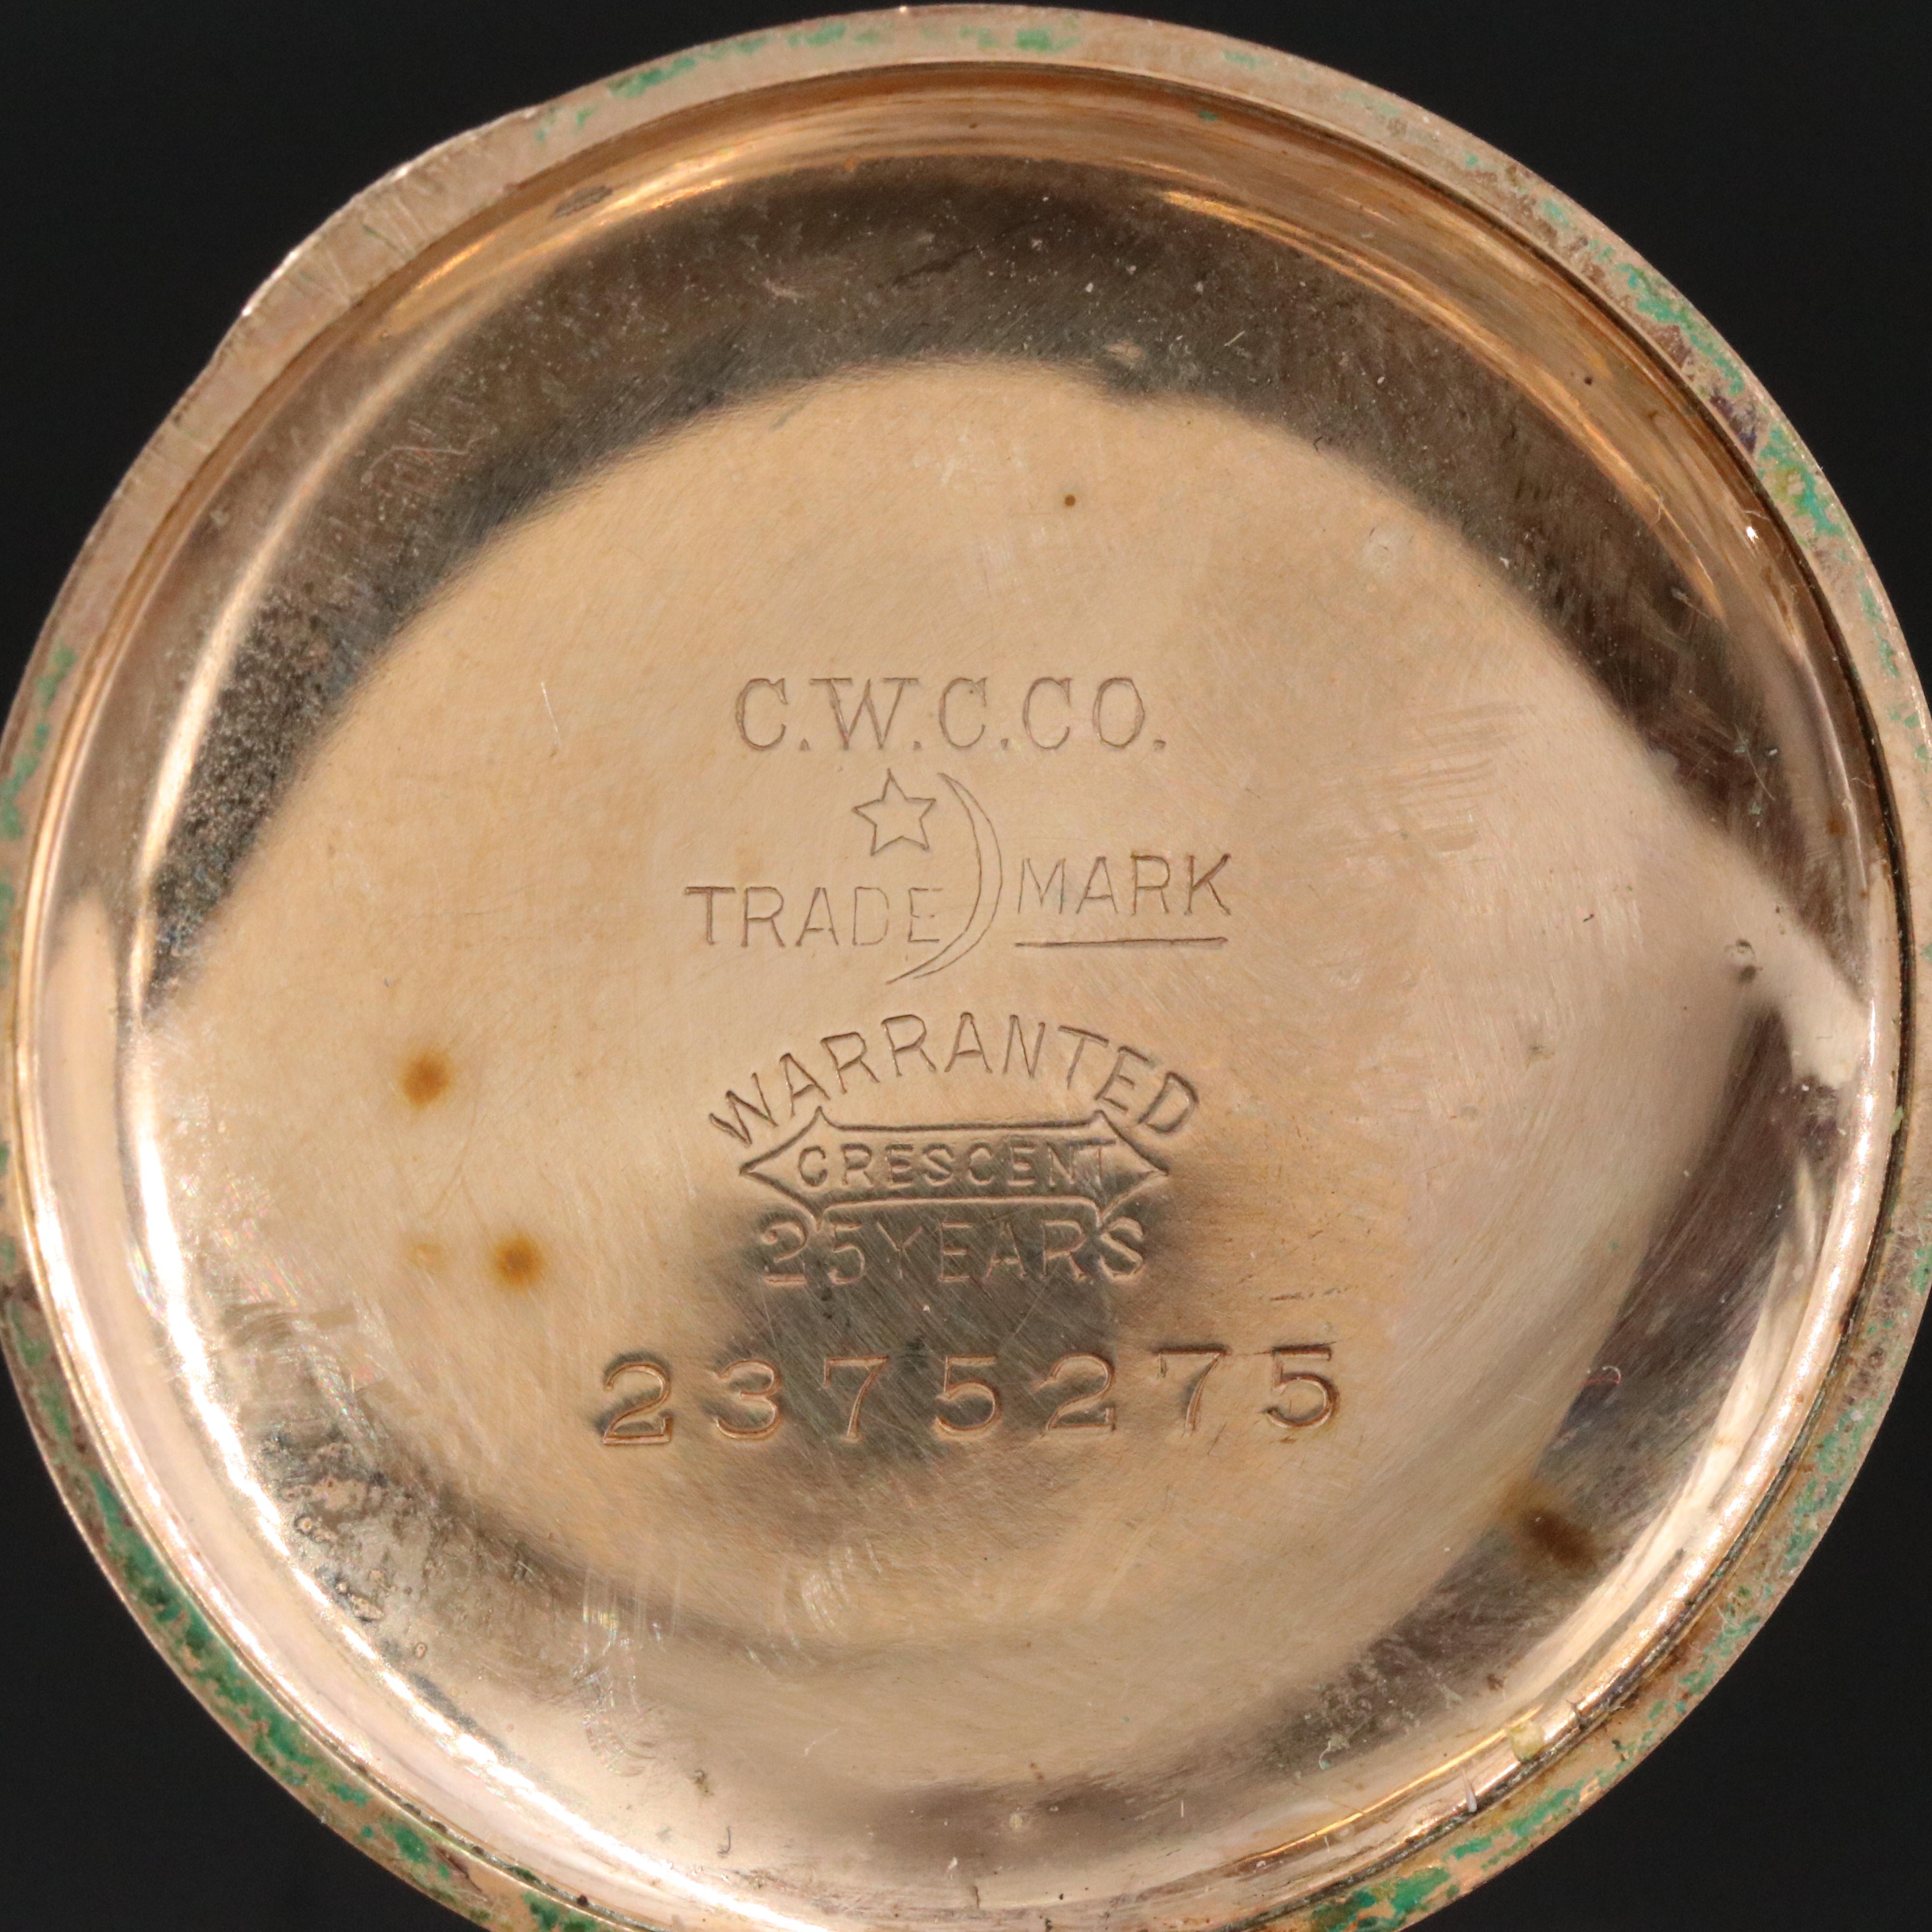 C.W.C.CO.
TRADE MARK
WARRANTED
CRESCENT
25 YEARS
2375275